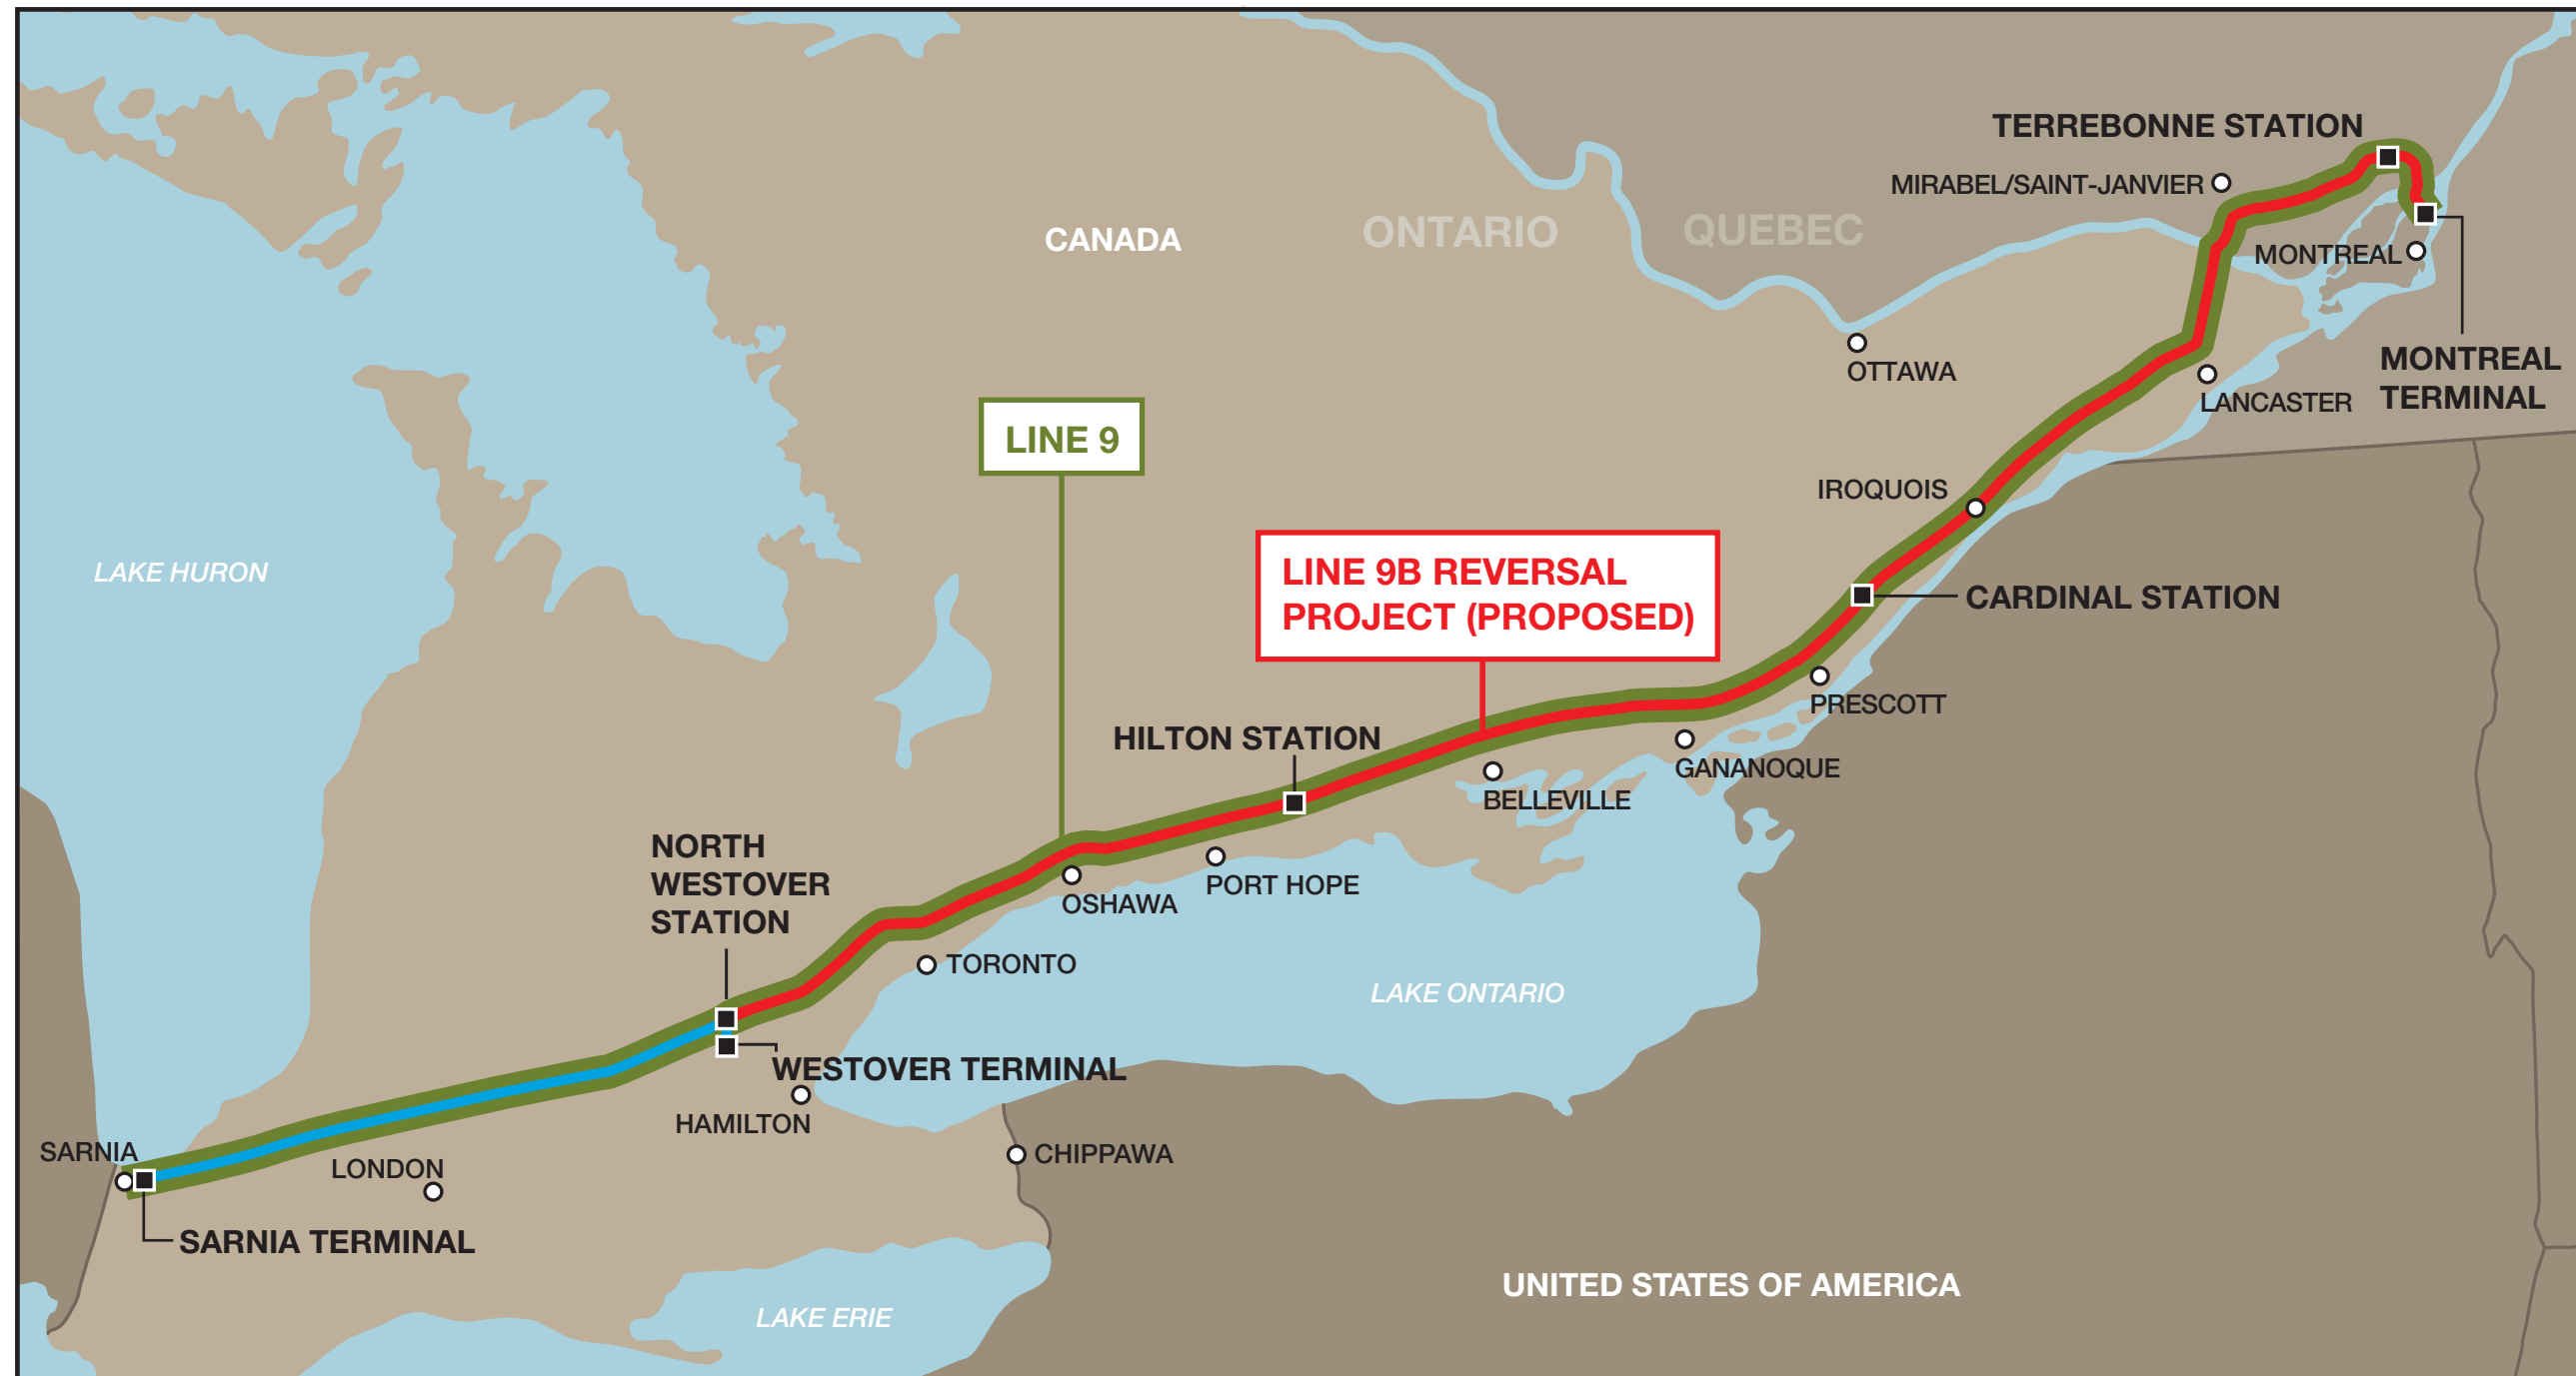 TERREBONNE STATION
MIRABEL/SAINT-JANVIER
CANADA
ONTARIO
QUEBEC
MONTREAL
OTTAWA
MONTREAL
TERMINAL
LANCASTER
LINE 9
IROQUOIS
LAKE HURON
LINE 9B REVERSAL
PROJECT (PROPOSED)
CARDINAL STATION
PRESCOTT
HILTON STATION
GANANOQUE
BELLEVILLE
NORTH
WESTOVER
STATION
PORT HOPE
OSHAWA
TORONTO
LAKE ONTARIO
WESTOVER TERMINAL
HAMILTON
SARNIA
CHIPPAWA
LONDON
SARNIA TERMINAL
UNITED STATES OF AMERICA
LAKE ERIE